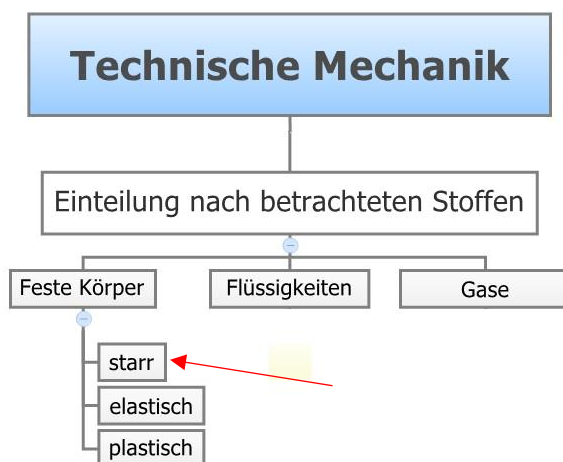 Technische Mechanik
Einteilung nach betrachteten Stoffen
Feste Körper
Flüssigkeiten
Gase
starr
elastisch
plastisch